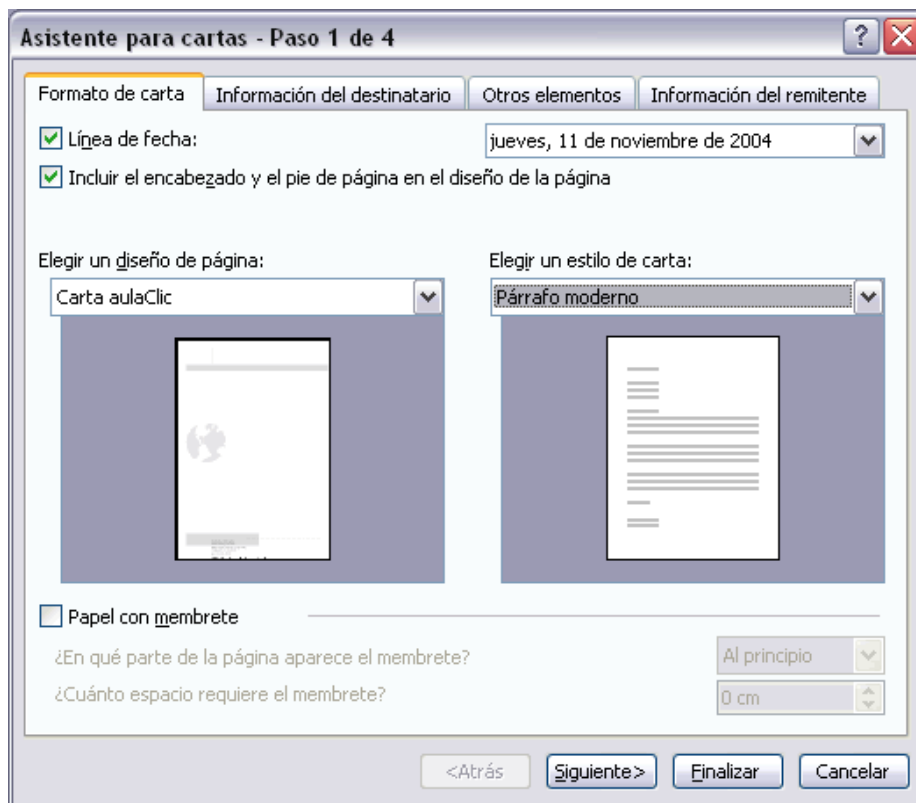 Asistente para cartas - Paso 1 de 4
Formato de carta Información del destinatario Otros elementos Información del remitente
Línea de fecha: jueves, 11 de noviembre de 2004
Incluir el encabezado y el pie de página en el diseño de la página
Elegir un diseño de página: Elegir un estilo de carta:
Carta aulaClic Párrafo moderno
Papel con membrete
¿En qué parte de la página aparece el membrete? Al principio
¿Cuánto espacio requiere el membrete? 0 cm
<Atrás Siguiente> Finalizar Cancelar